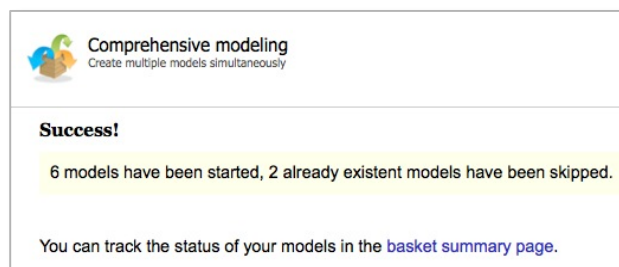 Comprehensive modeling
Create multiple models simultaneously
Success!
6 models have been started, 2 already existent models have been skipped.
You can track the status of your models in the basket summary page.